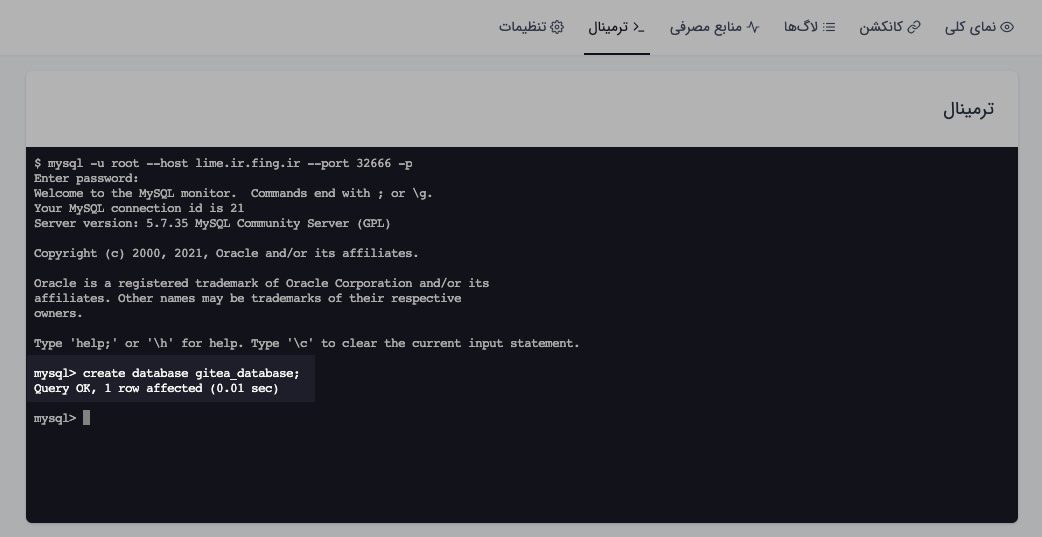 نمای کلی
کانکشن
لاگ‌ها
منابع مصرفی
ترمینال
تنظیمات
ترمینال
$ mysql -u root --host lime.ir.fing.ir --port 32666 -p
Enter password:
Welcome to the MySQL monitor.  Commands end with ; or \g.
Your MySQL connection id is 21
Server version: 5.7.35 MySQL Community Server (GPL)
Copyright (c) 2000, 2021, Oracle and/or its affiliates.
Oracle is a registered trademark of Oracle Corporation and/or its
affiliates. Other names may be trademarks of their respective
owners.
Type 'help;' or '\h' for help. Type '\c' to clear the current input statement.
mysql> create database gitea_database;
Query OK, 1 row affected (0.01 sec)
mysql>